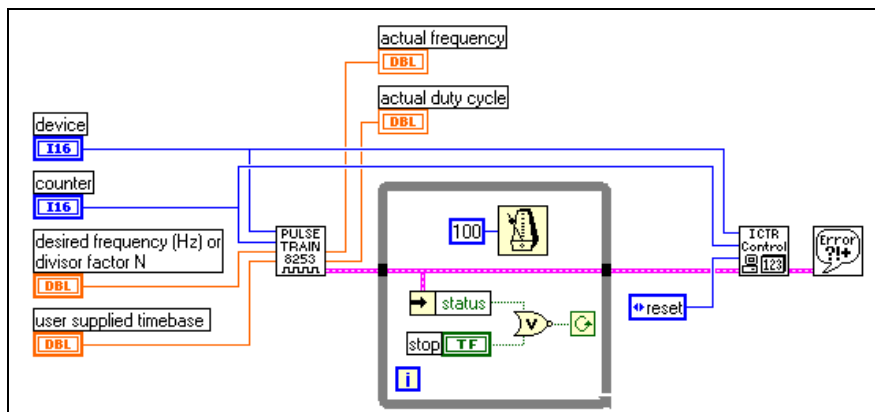 actual frequency
DBL
actual duty cycle
DBL
device
I16
counter
I16
desired frequency (Hz) or
divisor factor N
DBL
user supplied timebase
DBL
PULSE
TRAIN
8253
100
status
stop
TF
V
i
reset
ICTR
Control
123
Error
?!+